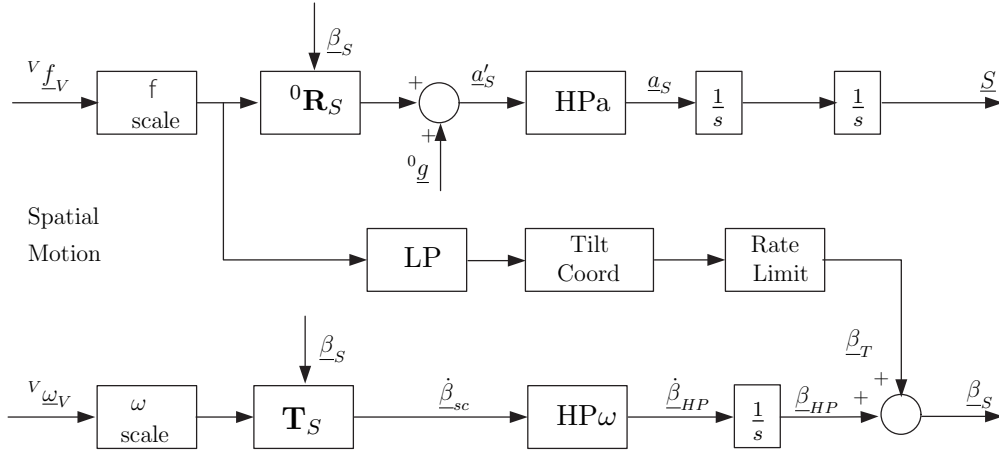 β_S
^V f_V
f
scale
⁰R_S
+
a′_S
HPa
a_S
1/s
1/s
S
+
⁰g
Spatial
Motion
LP
Tilt
Coord
Rate
Limit
β_S
β_T
^V ω_V
ω
scale
T_S
β̇_sc
HPω
β̇_HP
1/s
β_HP
+
+
β_S